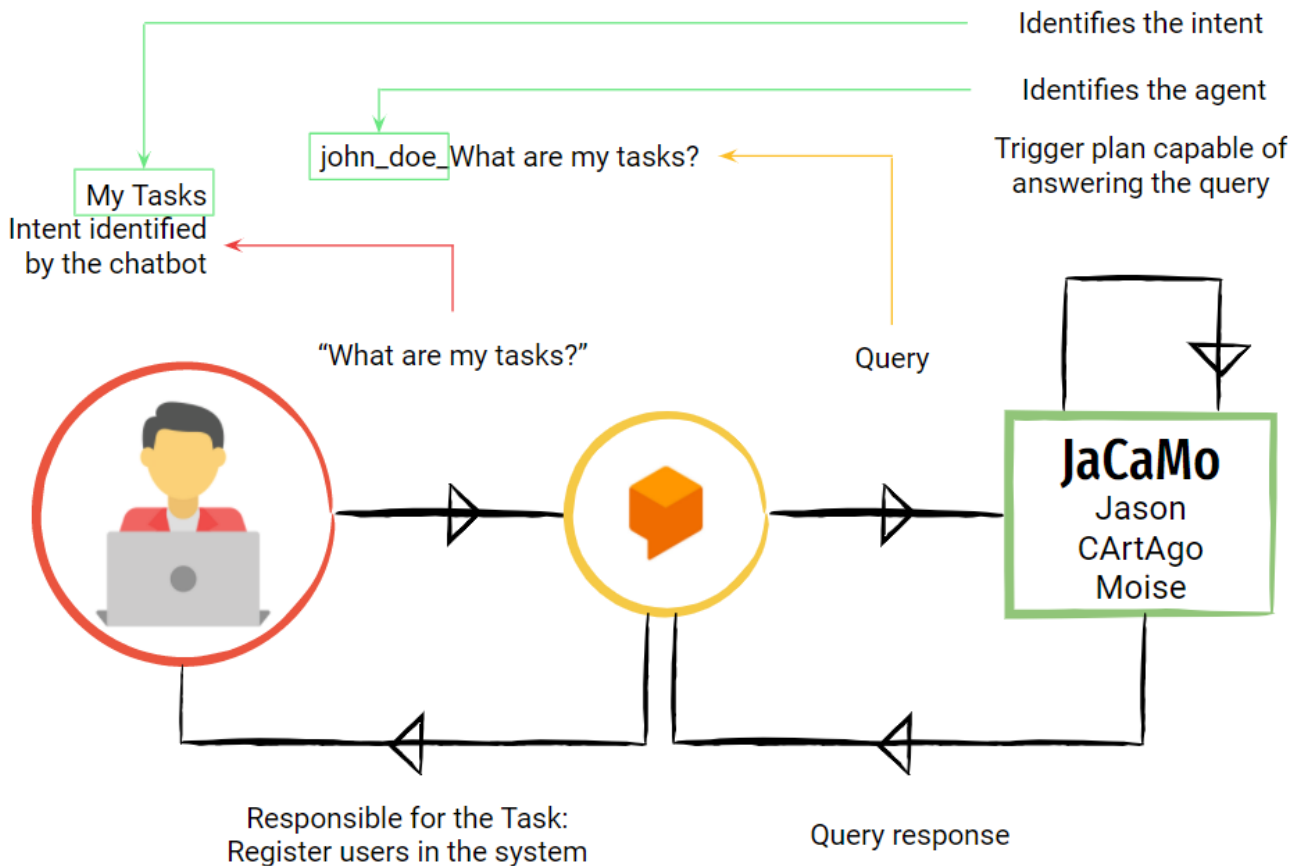 Identifies the intent
Identifies the agent
john_doe_What are my tasks?
Trigger plan capable of
answering the query
My Tasks
Intent identified
by the chatbot
“What are my tasks?”
Query
JaCaMo
Jason
CArtAgo
Moise
Responsible for the Task:
Register users in the system
Query response